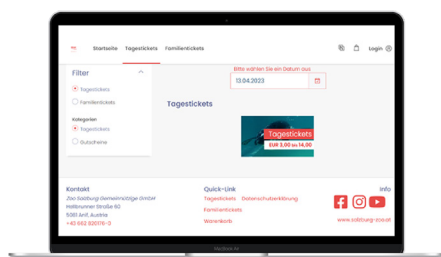 Startseite Tagestickets Familientickets
Login
Filter
Bitte wählen Sie ein Datum aus
13.04.2023
Tagestickets
Familientickets
Kategorien
Tagestickets
Gutscheine
Tagestickets
Tagestickets
EUR 3,00 bis 14,00
Kontakt
Zoo Salzburg Gemeinnützige GmbH
Hellbrunner Straße 60
5081 Anif, Austria
+43 662 820176-0
Quick-Link
Tagestickets Datenschutzerklärung
Familientickets
Warenkorb
Info
www.salzburg-zoo.at
MacBook Pro